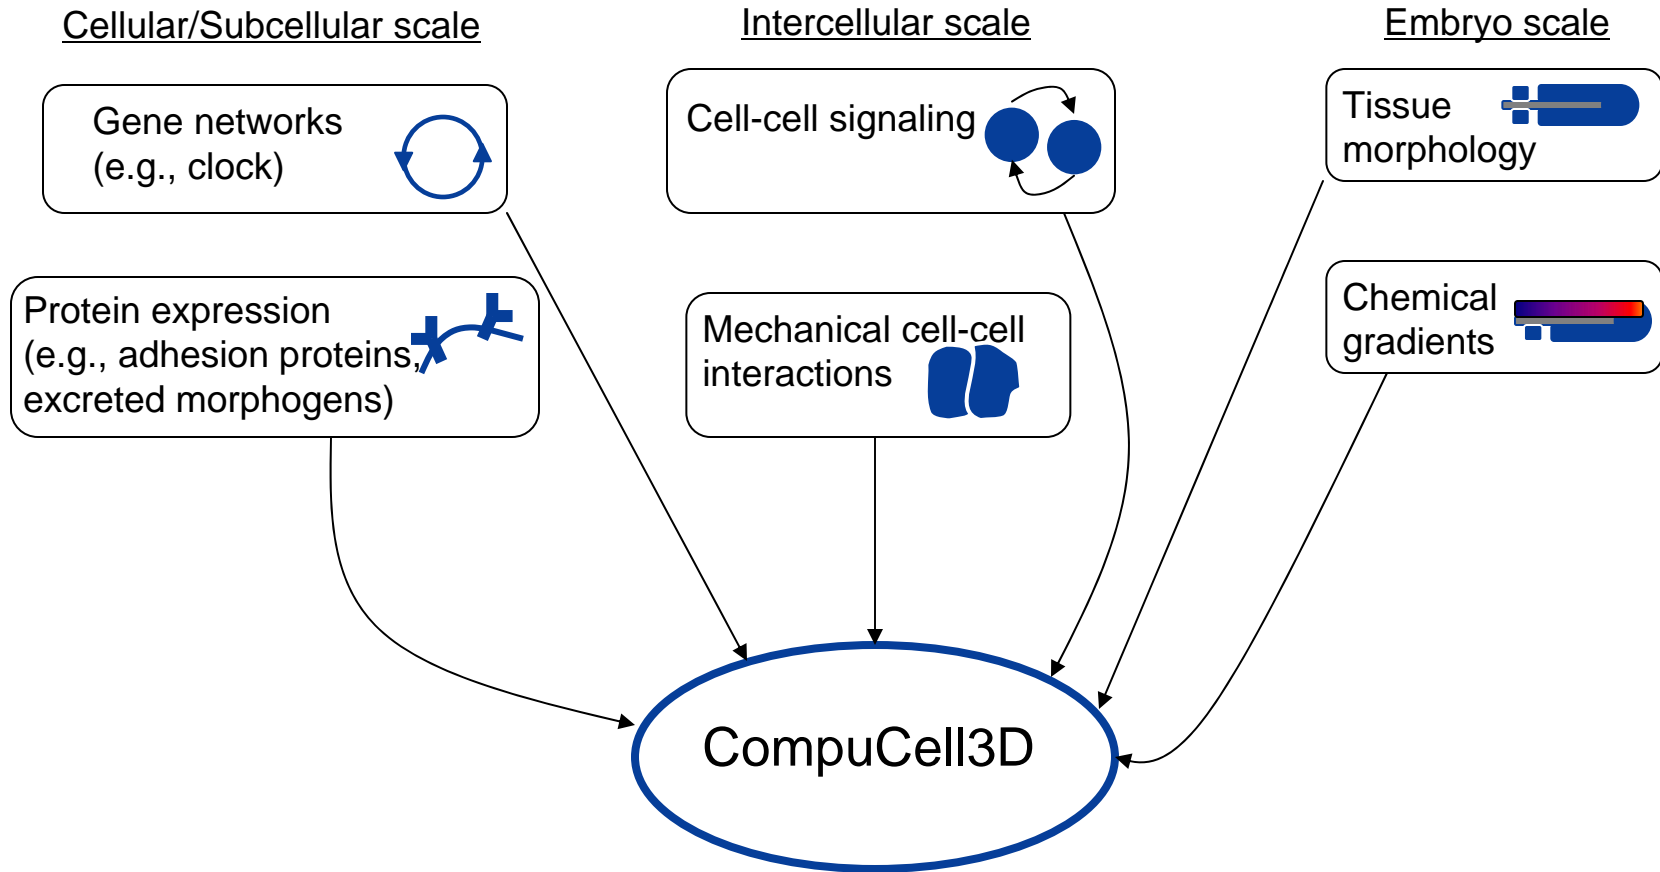 Cellular/Subcellular scale
Gene networks
(e.g., clock)
Protein expression
(e.g., adhesion proteins,
excreted morphogens)
Intercellular scale
Cell-cell signaling
Mechanical cell-cell
interactions
Embryo scale
Tissue
morphology
Chemical
gradients
CompuCell3D